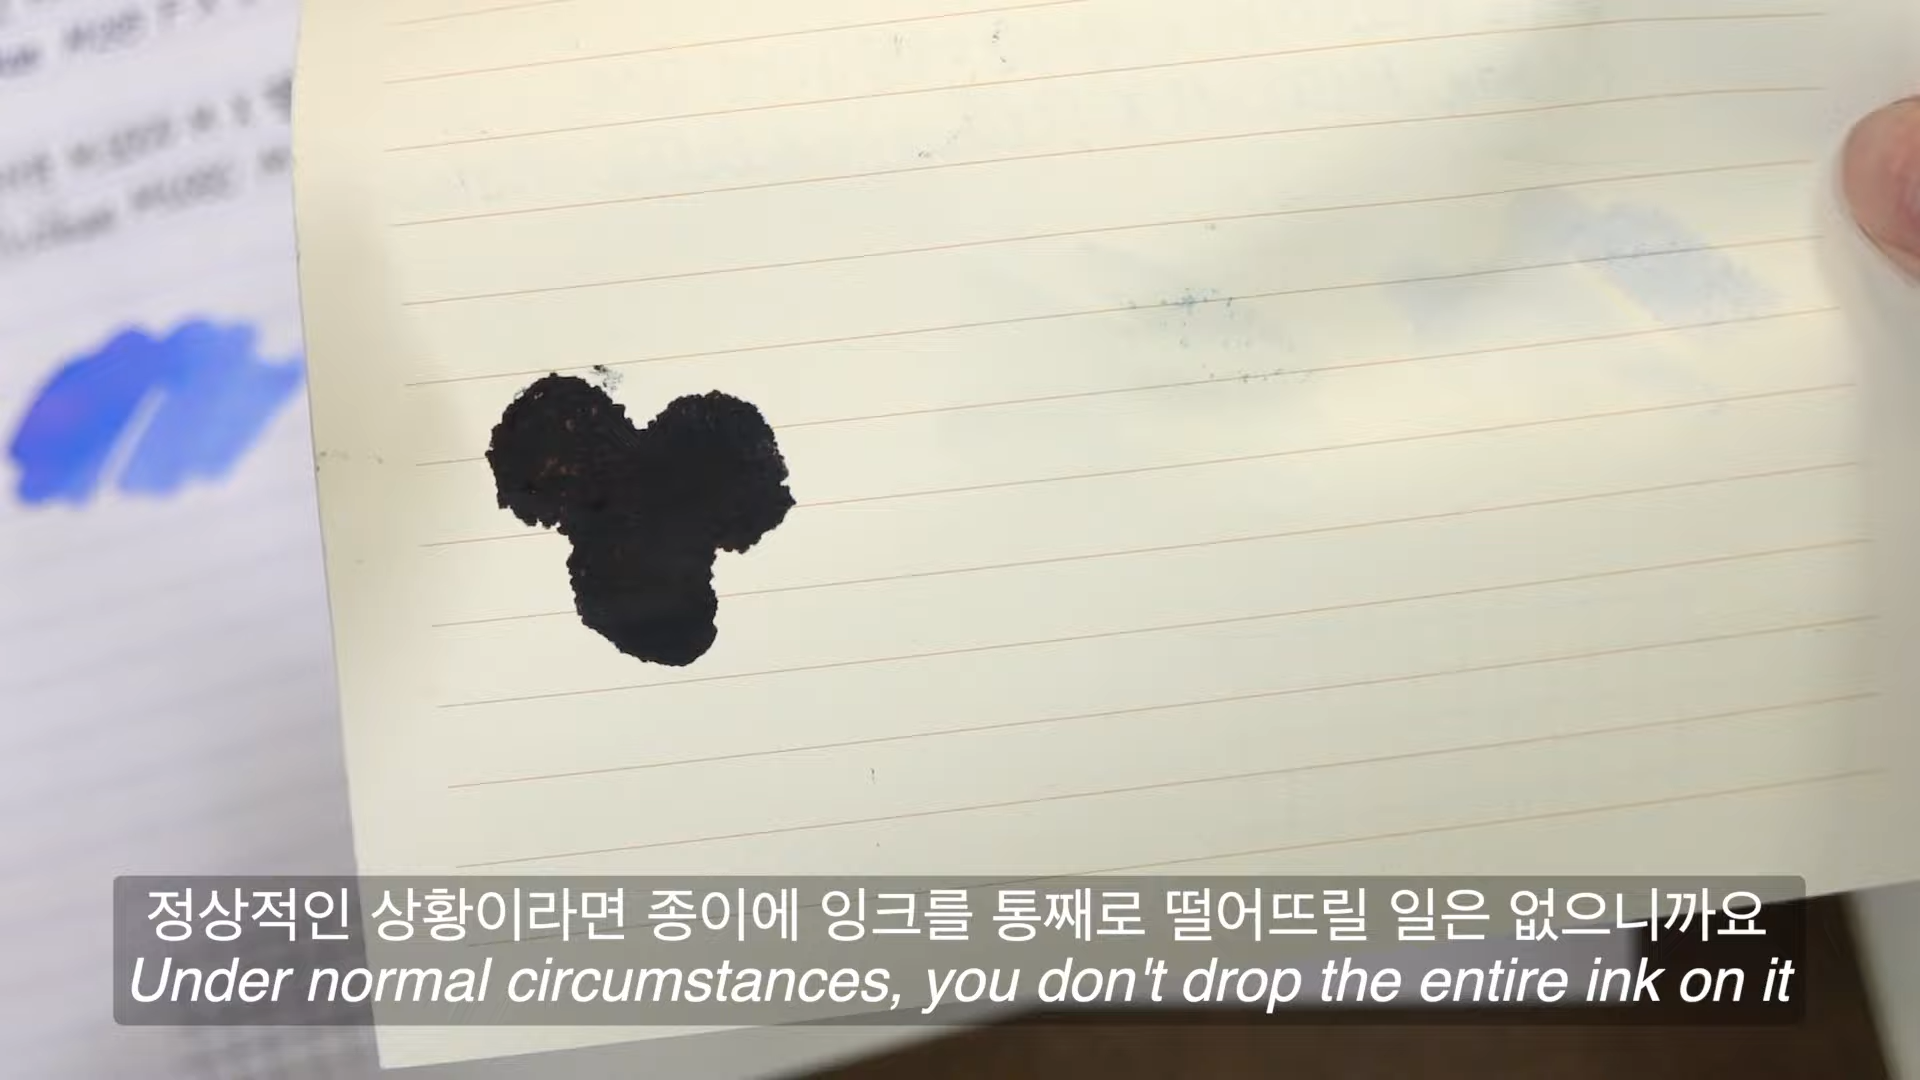 정상적인 상황이라면 종이에 잉크를 통째로 떨어뜨릴 일은 없으니까요
Under normal circumstances, you don't drop the entire ink on it